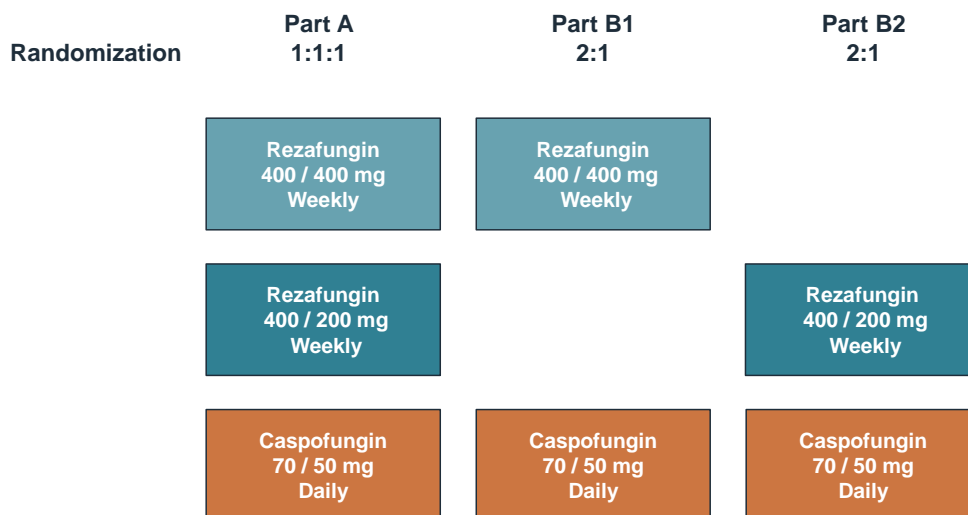 Part A
Part B1
Part B2
Randomization
1:1:1
2:1
2:1
Rezafungin
400 / 400 mg
Weekly
Rezafungin
400 / 400 mg
Weekly
Rezafungin
400 / 200 mg
Weekly
Rezafungin
400 / 200 mg
Weekly
Caspofungin
70 / 50 mg
Daily
Caspofungin
70 / 50 mg
Daily
Caspofungin
70 / 50 mg
Daily